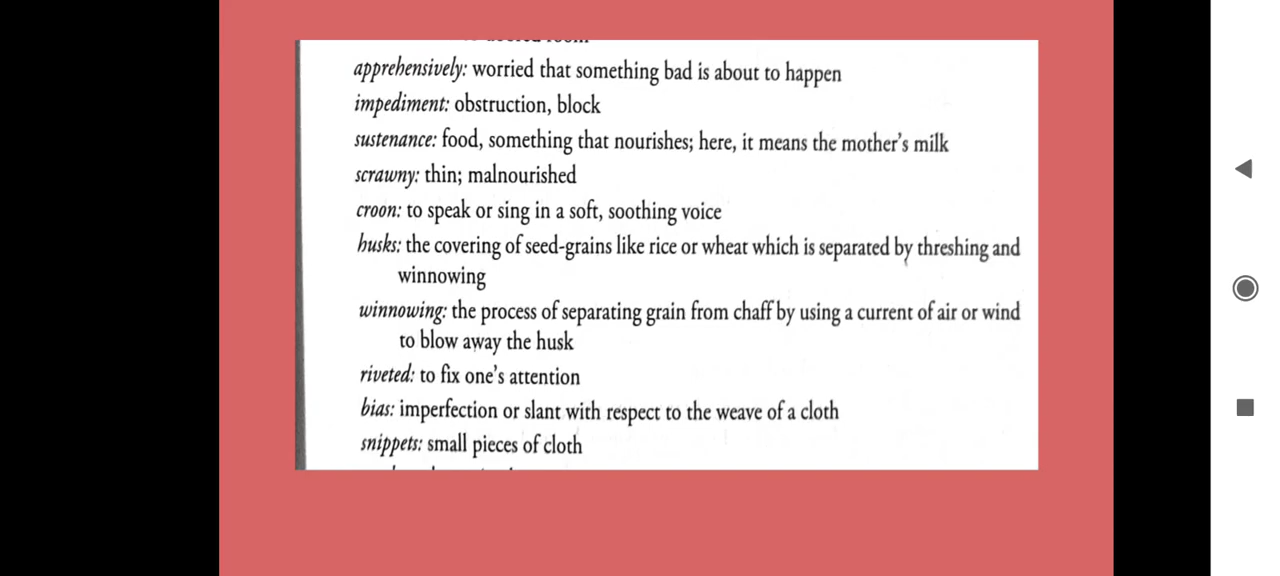 apprehensively: worried that something bad is about to happen
impediment: obstruction, block
sustenance: food, something that nourishes; here, it means the mother's milk
scrawny: thin; malnourished
croon: to speak or sing in a soft, soothing voice
husks: the covering of seed-grains like rice or wheat which is separated by threshing and
winnowing
winnowing: the process of separating grain from chaff by using a current of air or wind
to blow away the husk
riveted: to fix one's attention
bias: imperfection or slant with respect to the weave of a cloth
snippets: small pieces of cloth